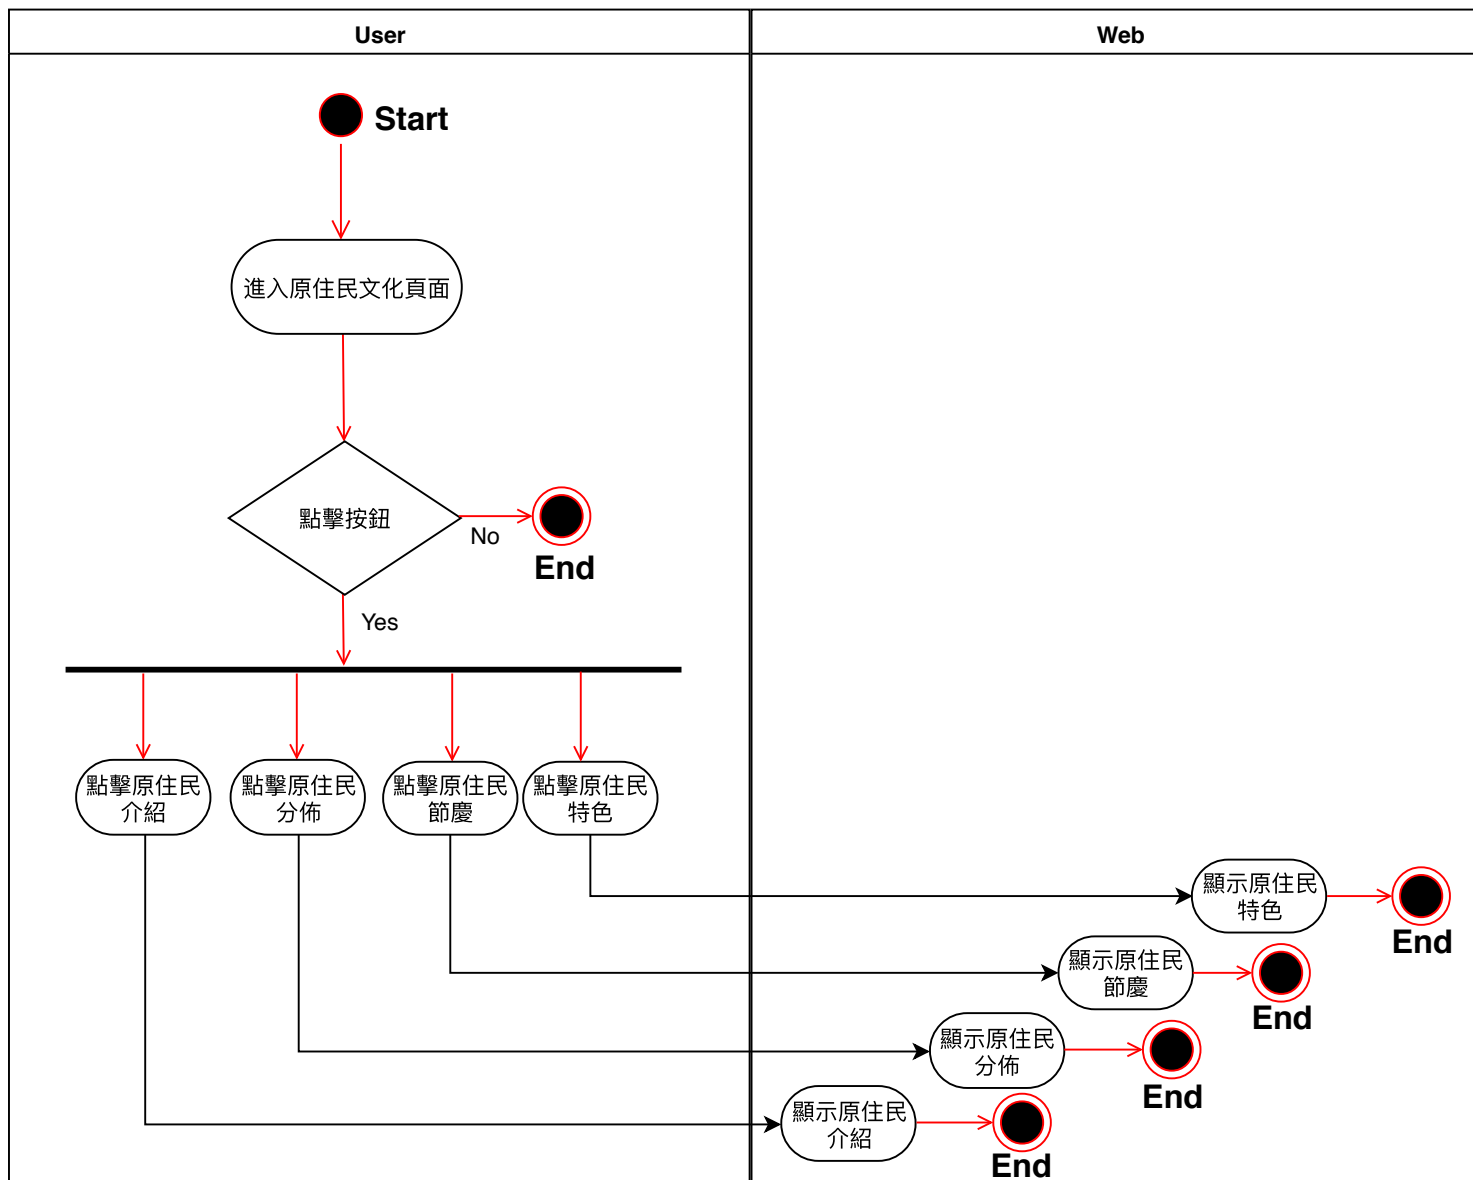 User
Web
Start
進入原住民文化頁面
點擊按鈕
No
End
Yes
點擊原住民
介紹
點擊原住民
分佈
點擊原住民
節慶
點擊原住民
特色
顯示原住民
特色
End
顯示原住民
節慶
End
顯示原住民
分佈
End
顯示原住民
介紹
End